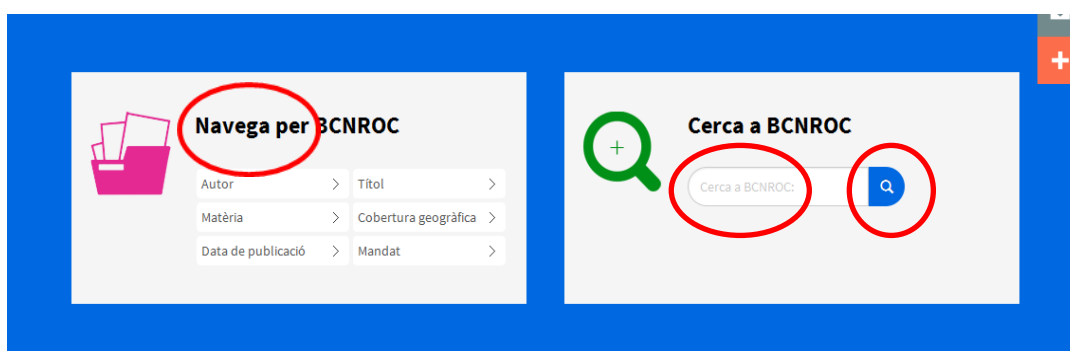 Navega per BCNROC
Autor
Títol
Matèria
Cobertura geogràfica
Data de publicació
Mandat
Cerca a BCNROC
Cerca a BCNROC: